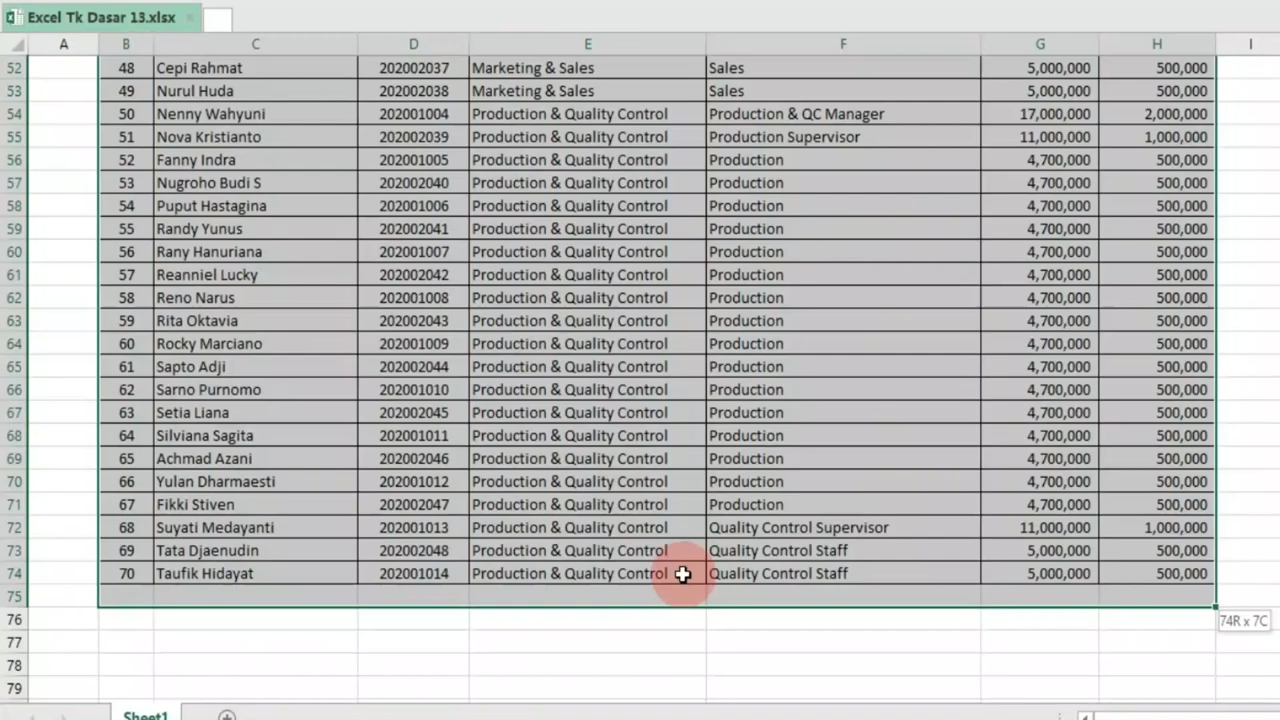 Excel Tk Dasar 13.xlsx
A B C D E F G H I
52 48 Cepi Rahmat 202002037 Marketing & Sales Sales 5,000,000 500,000
53 49 Nurul Huda 202002038 Marketing & Sales Sales 5,000,000 500,000
54 50 Nenny Wahyuni 202001004 Production & Quality Control Production & QC Manager 17,000,000 2,000,000
55 51 Nova Kristianto 202002039 Production & Quality Control Production Supervisor 11,000,000 1,000,000
56 52 Fanny Indra 202001005 Production & Quality Control Production 4,700,000 500,000
57 53 Nugroho Budi S 202002040 Production & Quality Control Production 4,700,000 500,000
58 54 Puput Hastagina 202001006 Production & Quality Control Production 4,700,000 500,000
59 55 Randy Yunus 202002041 Production & Quality Control Production 4,700,000 500,000
60 56 Rany Hanuriana 202001007 Production & Quality Control Production 4,700,000 500,000
61 57 Reanniel Lucky 202002042 Production & Quality Control Production 4,700,000 500,000
62 58 Reno Narus 202001008 Production & Quality Control Production 4,700,000 500,000
63 59 Rita Oktavia 202002043 Production & Quality Control Production 4,700,000 500,000
64 60 Rocky Marciano 202001009 Production & Quality Control Production 4,700,000 500,000
65 61 Sapto Adji 202002044 Production & Quality Control Production 4,700,000 500,000
66 62 Sarno Purnomo 202001010 Production & Quality Control Production 4,700,000 500,000
67 63 Setia Liana 202002045 Production & Quality Control Production 4,700,000 500,000
68 64 Silviana Sagita 202001011 Production & Quality Control Production 4,700,000 500,000
69 65 Achmad Azani 202002046 Production & Quality Control Production 4,700,000 500,000
70 66 Yulan Dharmaesti 202001012 Production & Quality Control Production 4,700,000 500,000
71 67 Fikki Stiven 202002047 Production & Quality Control Production 4,700,000 500,000
72 68 Suyati Medayanti 202001013 Production & Quality Control Quality Control Supervisor 11,000,000 1,000,000
73 69 Tata Djaenudin 202002048 Production & Quality Control Quality Control Staff 5,000,000 500,000
74 70 Taufik Hidayat 202001014 Production & Quality Control Quality Control Staff 5,000,000 500,000
75
76 74R x 7C
77
78
79
Sheet1